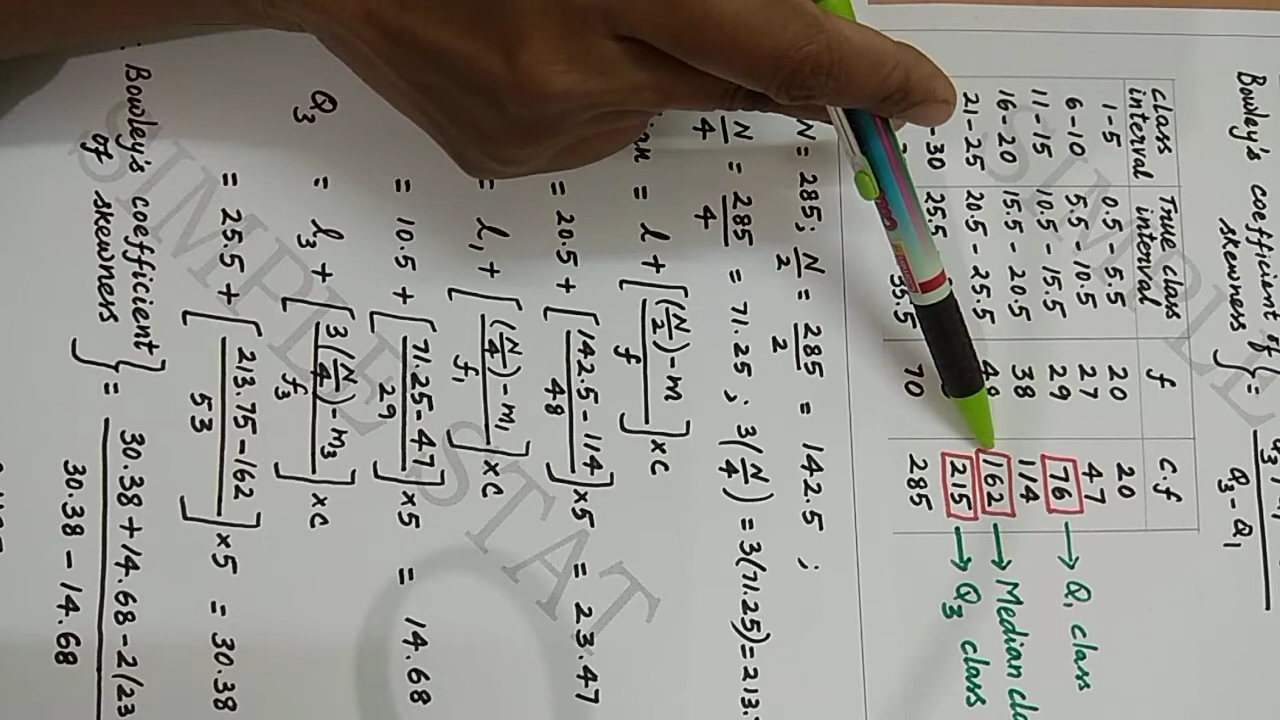 Bowley's coefficient of skewness } =
Q3 - Q1
class interval True class interval f c.f
1-5 0.5 - 5.5 20 20
6-10 5.5 - 10.5 27 47
11-15 10.5 - 15.5 29 76 → Q1 class
16-20 15.5 - 20.5 38 114
21-25 20.5 - 25.5 48 162 → Median
-30 25.5 215 → Q3 class
35.5 70 285
N = 285; N/2 = 285/2 = 142.5 ;
N/4 = 285/4 = 71.25 ; 3(N/4) = 3(71.25) = 213.
= l + [(N/2) - m / f] × c
= 20.5 + [142.5 - 114 / 48] × 5 = 23.47
= l1 + [(N/4) - m1 / f1] × c
= 10.5 + [71.25 - 47 / 29] × 5 = 14.68
Q3 = l3 + [3(N/4) - m3 / f3] × c
= 25.5 + [213.75 - 162 / 53] × 5 = 30.38
Bowley's coefficient of skewness } = 30.38 + 14.68 - 2(23
30.38 - 14.68
SIMPLE STAT
SIMPLE